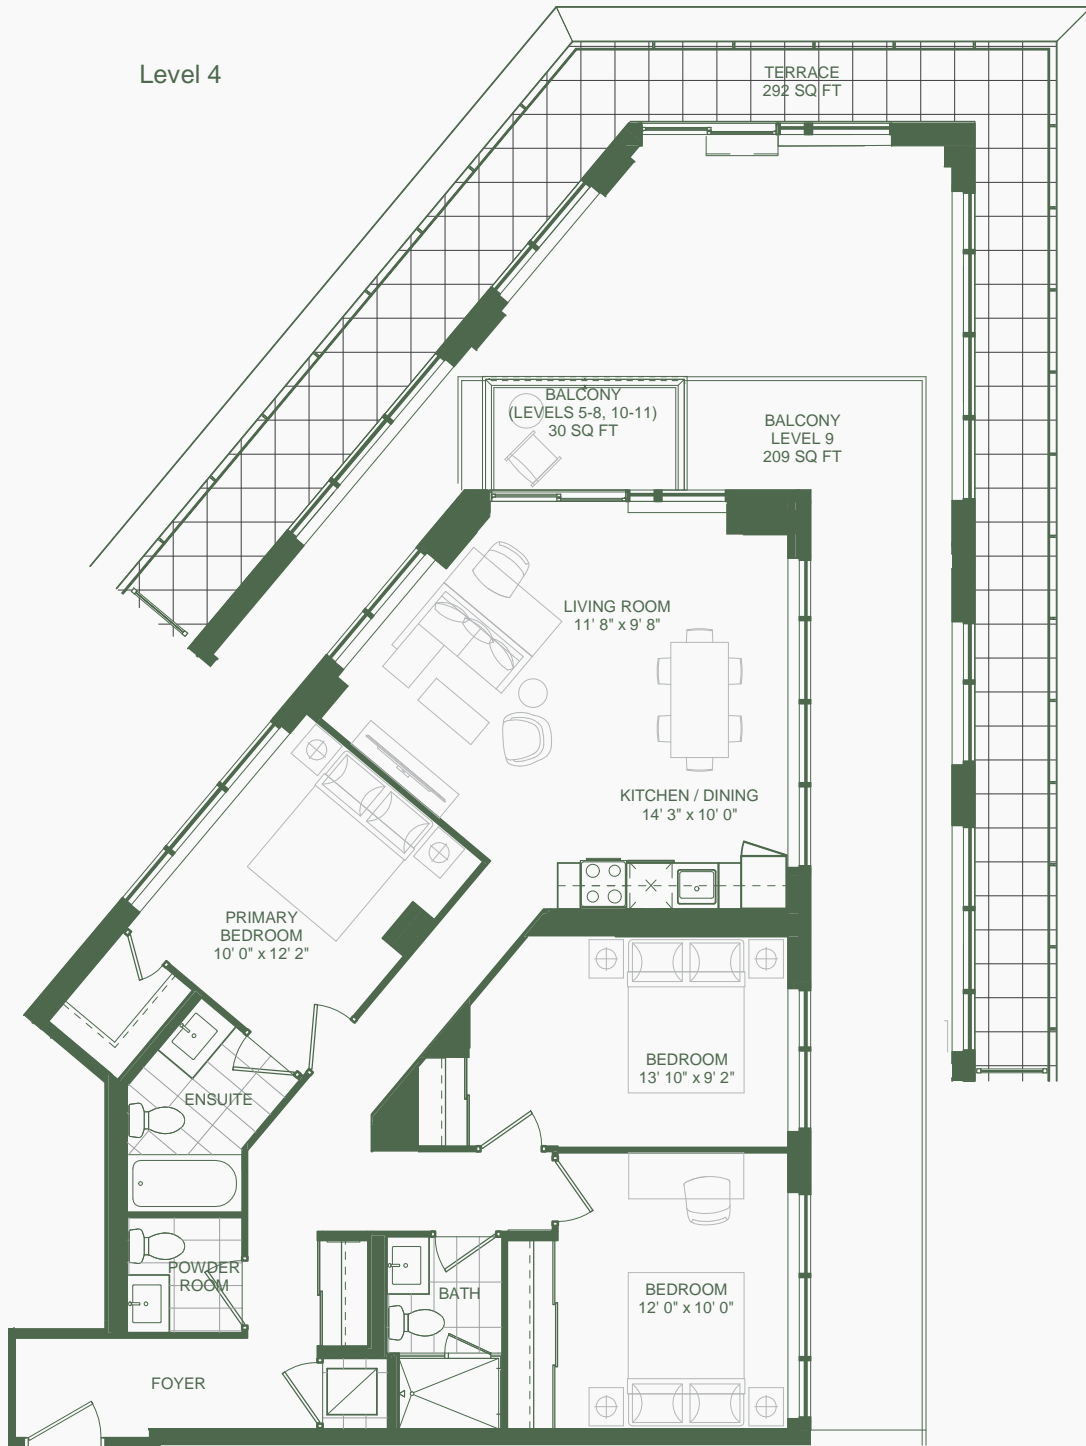 Level 4
TERRACE
292 SQ FT
BALCONY
(LEVELS 5-8, 10-11)
30 SQ FT
BALCONY
LEVEL 9
209 SQ FT
LIVING ROOM
11' 8" x 9' 8"
KITCHEN / DINING
14' 3" x 10' 0"
PRIMARY
BEDROOM
10' 0" x 12' 2"
BEDROOM
13' 10" x 9' 2"
ENSUITE
POWDER
ROOM
BATH
BEDROOM
12' 0" x 10' 0"
FOYER